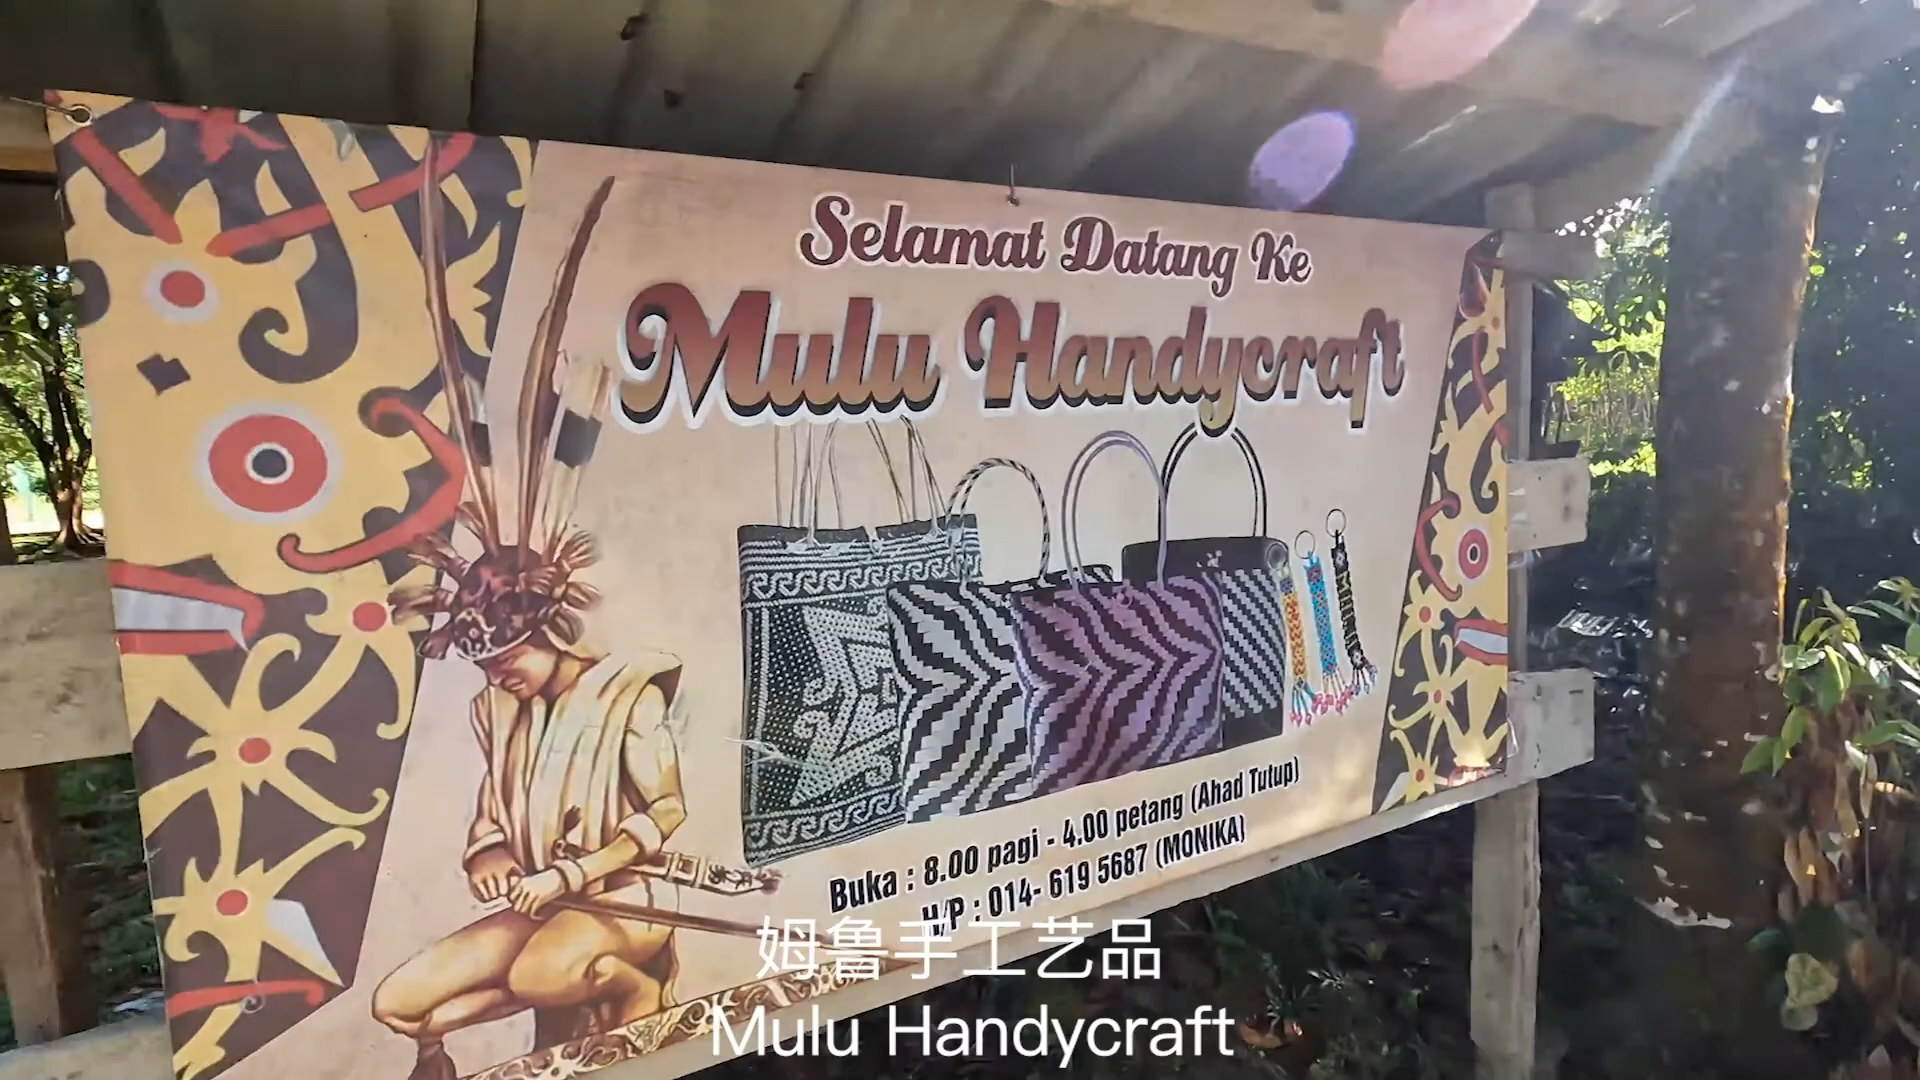 Selamat Datang Ke
Mulu Handycraft
Buka : 8.00 pagi - 4.00 petang (Ahad Tutup)
H/P : 014- 619 5687 (MONIKA)
姆鲁手工艺品
Mulu Handycraft